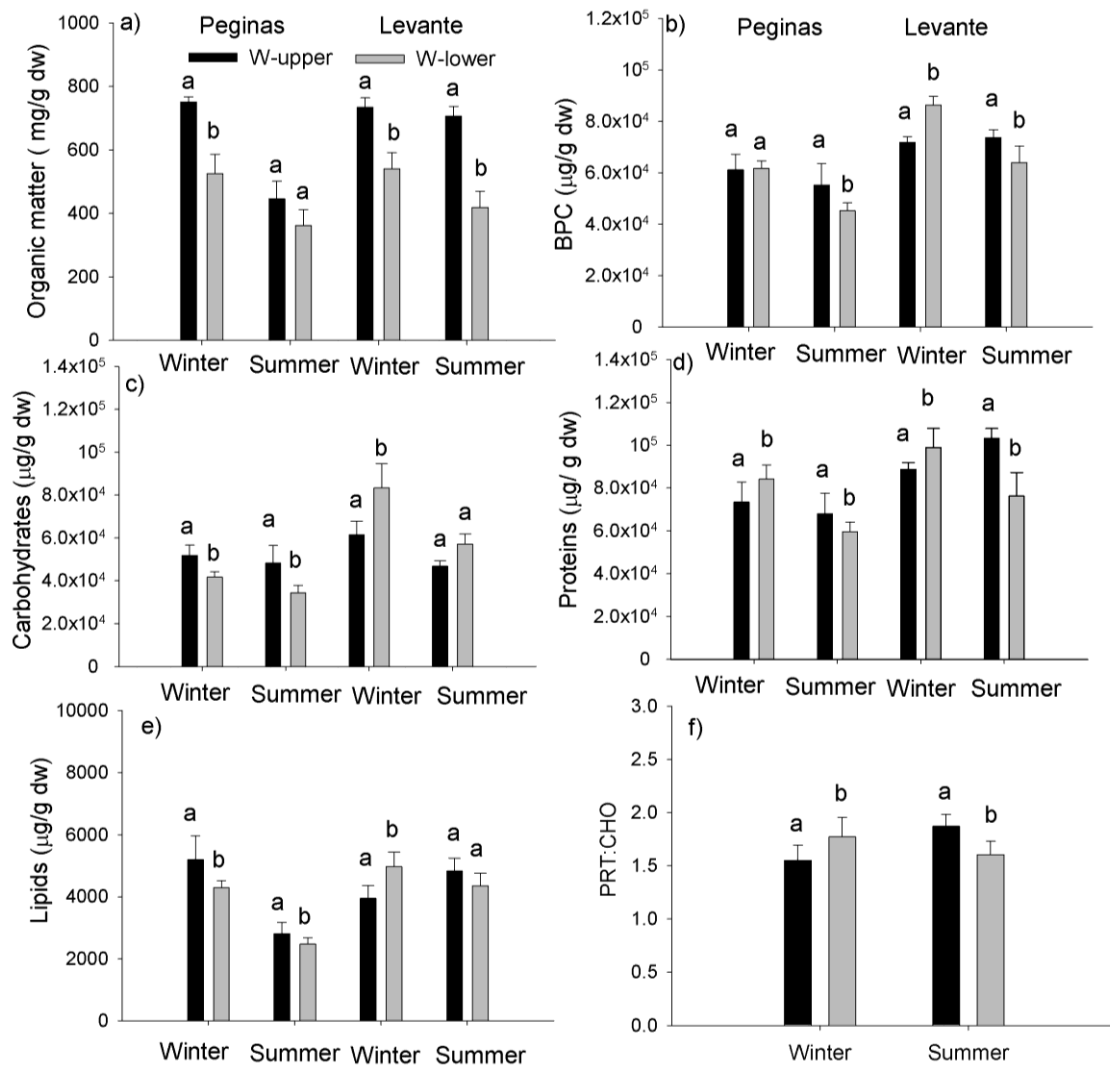 a)
Peginas Levante
W-upper W-lower
Organic matter ( mg/g dw)
1000
800
600
400
200
0
a b a a a b a b
Winter Summer Winter Summer
b)
Peginas Levante
BPC (µg/g dw)
1.2x10⁵
10⁵
8.0x10⁴
6.0x10⁴
4.0x10⁴
2.0x10⁴
0
a a a b a b a b
Winter Summer Winter Summer
c)
Carbohydrates (µg/g dw)
1.4x10⁵
1.2x10⁵
10⁵
8.0x10⁴
6.0x10⁴
4.0x10⁴
2.0x10⁴
0
a b a b a b a a
Winter Summer Winter Summer
d)
Proteins (µg/ g dw)
1.4x10⁵
1.2x10⁵
10⁵
8.0x10⁴
6.0x10⁴
4.0x10⁴
2.0x10⁴
0
a b a b a b a b
Winter Summer Winter Summer
e)
Lipids (µg/g dw)
10000
8000
6000
4000
2000
0
a b a b a b a a
Winter Summer Winter Summer
f)
PRT:CHO
3.0
2.5
2.0
1.5
1.0
0.5
0.0
a b a b
Winter Summer